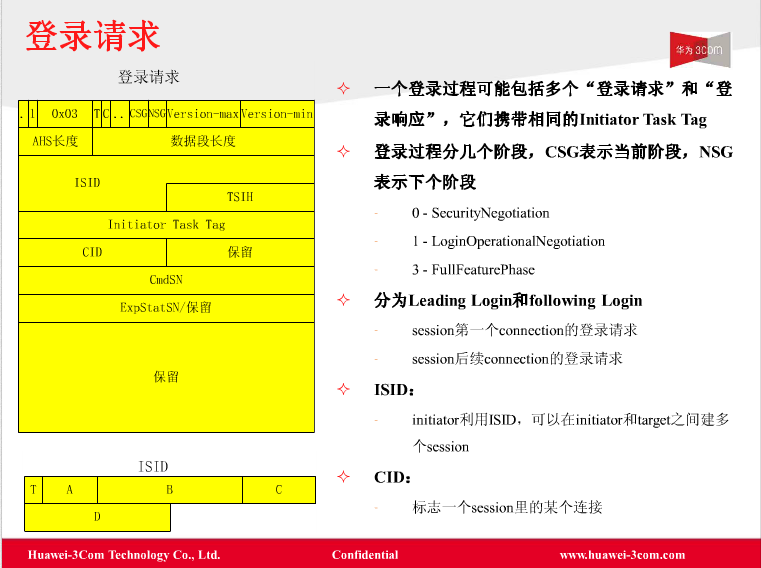 登录请求
华为3COM
登录请求
. 1 0x03 T C .. CSG NSG Version-max Version-min
AHS长度 数据段长度
ISID
TSIH
Initiator Task Tag
CID 保留
CmdSN
ExpStatSN/保留
保留
ISID
T A B C
D
一个登录过程可能包括多个“登录请求”和“登
录响应”，它们携带相同的Initiator Task Tag
登录过程分几个阶段，CSG表示当前阶段，NSG
表示下个阶段
- 0 - SecurityNegotiation
- 1 - LoginOperationalNegotiation
- 3 - FullFeaturePhase
分为Leading Login和following Login
- session第一个connection的登录请求
- session后续connection的登录请求
ISID：
- initiator利用ISID，可以在initiator和target之间建多
个session
CID：
- 标志一个session里的某个连接
Huawei-3Com Technology Co., Ltd. Confidential www.huawei-3com.com